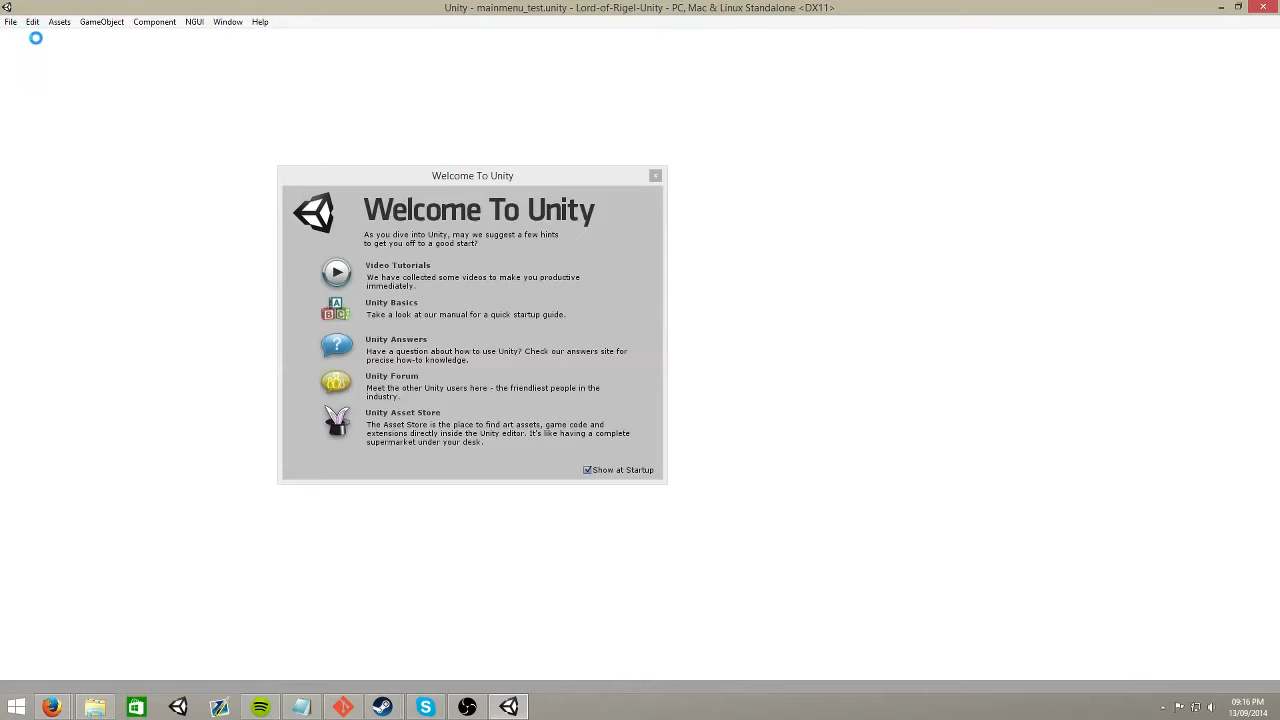 Unity - mainmenu_test.unity - Lord-of-Rigel-Unity - PC, Mac & Linux Standalone <DX11>
File Edit Assets GameObject Component NGUI Window Help
Welcome To Unity
Welcome To Unity
As you dive into Unity, may we suggest a few hints
to get you off to a good start?
Video Tutorials
We have collected some videos to make you productive
immediately.
Unity Basics
Take a look at our manual for a quick startup guide.
Unity Answers
Have a question about how to use Unity? Check our answers site for
precise how-to knowledge.
Unity Forum
Meet the other Unity users here - the friendliest people in the
industry.
Unity Asset Store
The Asset Store is the place to find art assets, game code and
extensions directly inside the Unity editor. It's like having a complete
supermarket under your desk.
Show at Startup
09:16 PM
13/09/2014